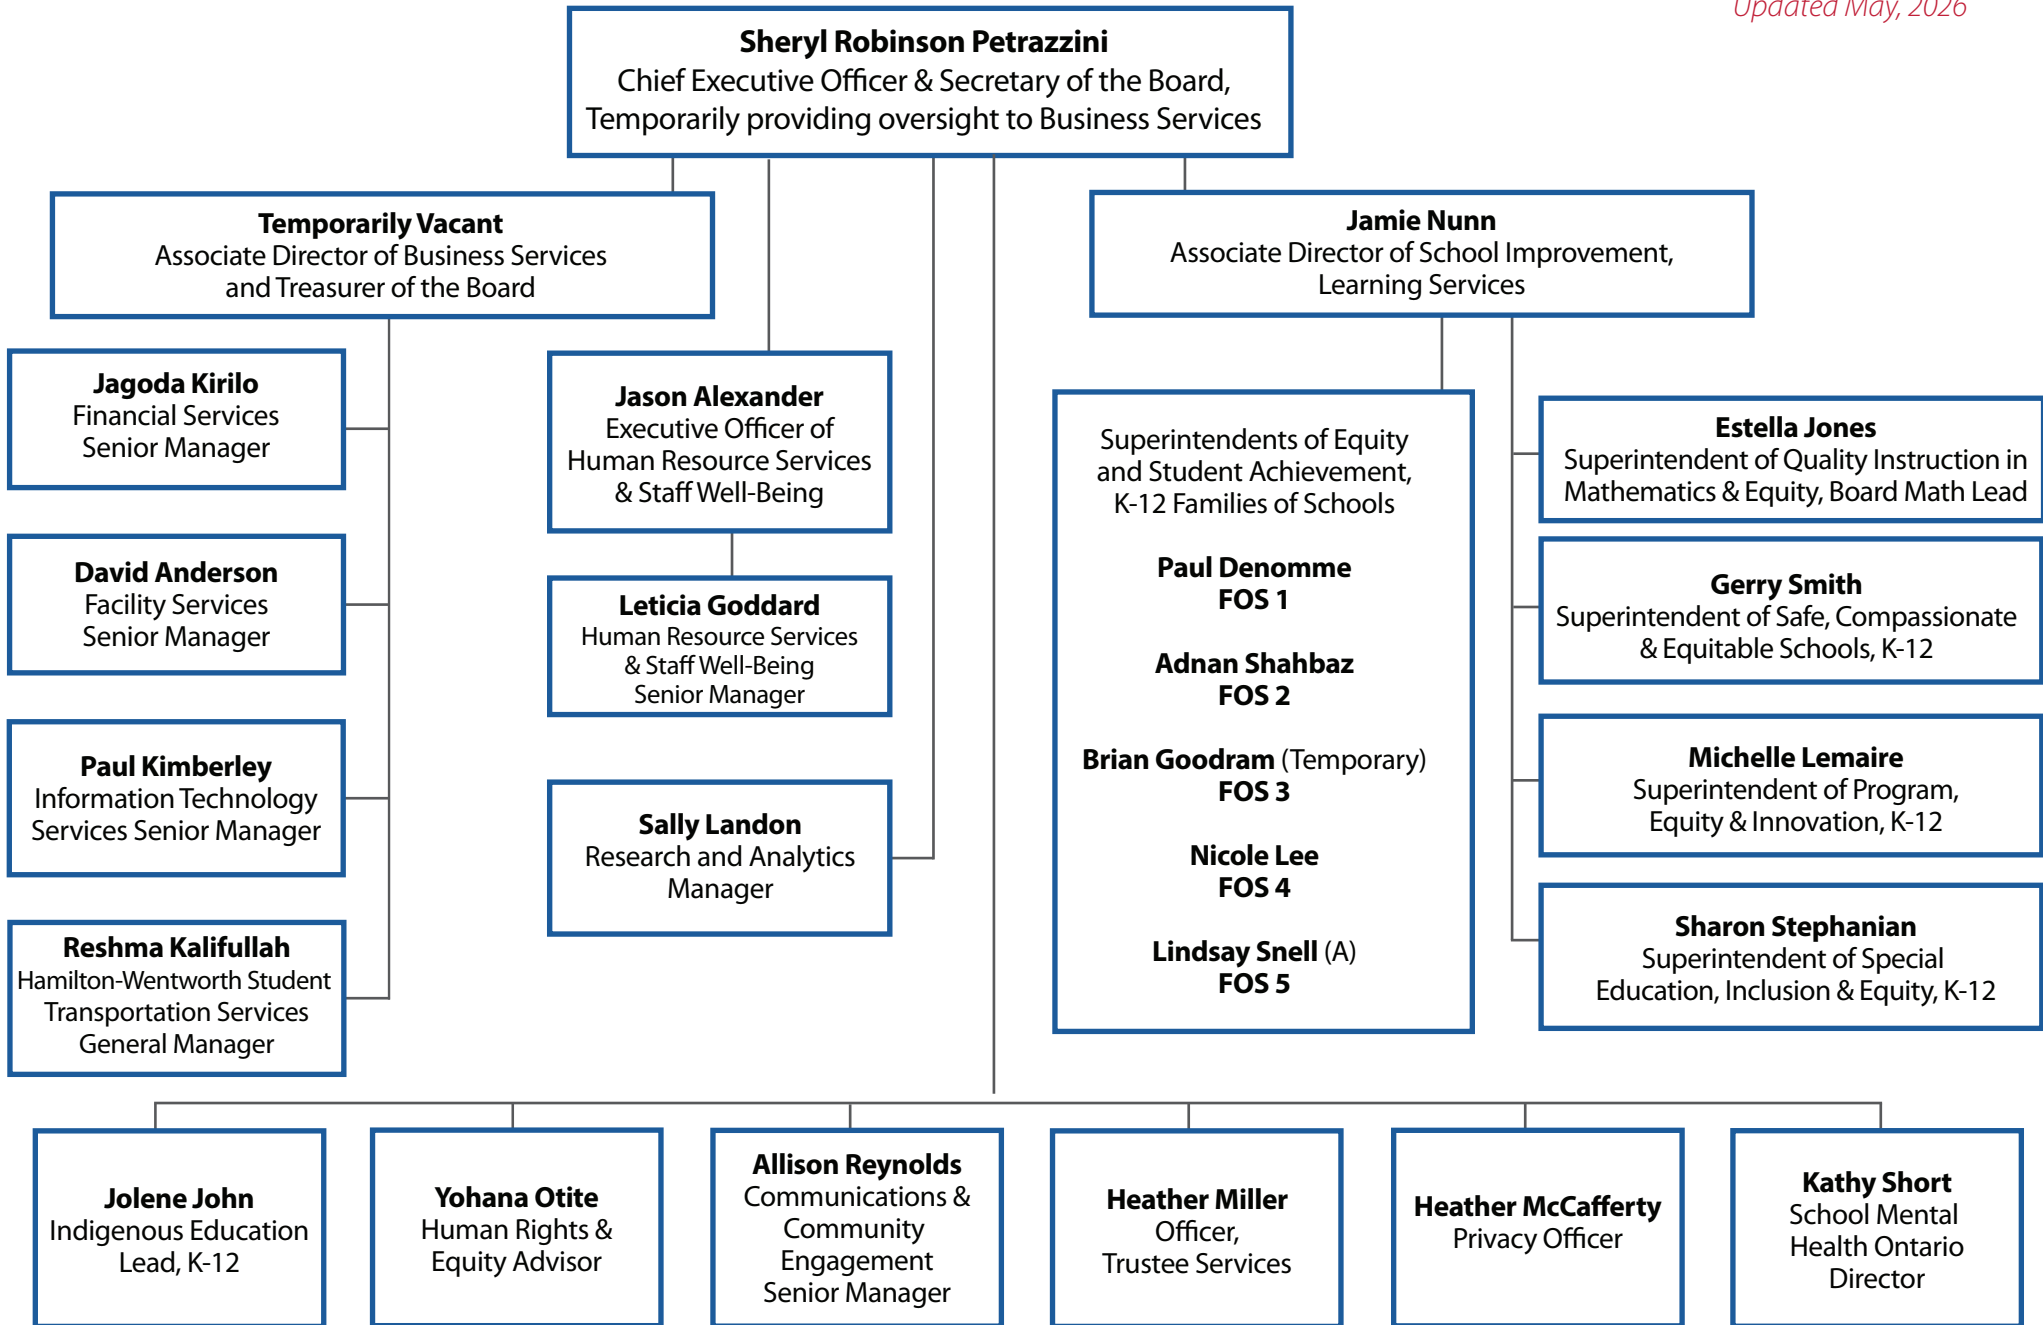 Updated May, 2026
Sheryl Robinson Petrazzini
Chief Executive Officer & Secretary of the Board,
Temporarily providing oversight to Business Services
Temporarily Vacant
Associate Director of Business Services
and Treasurer of the Board
Jamie Nunn
Associate Director of School Improvement,
Learning Services
Jagoda Kirilo
Financial Services
Senior Manager
David Anderson
Facility Services
Senior Manager
Paul Kimberley
Information Technology
Services Senior Manager
Reshma Kalifullah
Hamilton-Wentworth Student
Transportation Services
General Manager
Jason Alexander
Executive Officer of
Human Resource Services
& Staff Well-Being
Leticia Goddard
Human Resource Services
& Staff Well-Being
Senior Manager
Sally Landon
Research and Analytics
Manager
Superintendents of Equity
and Student Achievement,
K-12 Families of Schools
Paul Denomme
FOS 1
Adnan Shahbaz
FOS 2
Brian Goodram (Temporary)
FOS 3
Nicole Lee
FOS 4
Lindsay Snell (A)
FOS 5
Estella Jones
Superintendent of Quality Instruction in
Mathematics & Equity, Board Math Lead
Gerry Smith
Superintendent of Safe, Compassionate
& Equitable Schools, K-12
Michelle Lemaire
Superintendent of Program,
Equity & Innovation, K-12
Sharon Stephanian
Superintendent of Special
Education, Inclusion & Equity, K-12
Jolene John
Indigenous Education
Lead, K-12
Yohana Otite
Human Rights &
Equity Advisor
Allison Reynolds
Communications &
Community
Engagement
Senior Manager
Heather Miller
Officer,
Trustee Services
Heather McCafferty
Privacy Officer
Kathy Short
School Mental
Health Ontario
Director